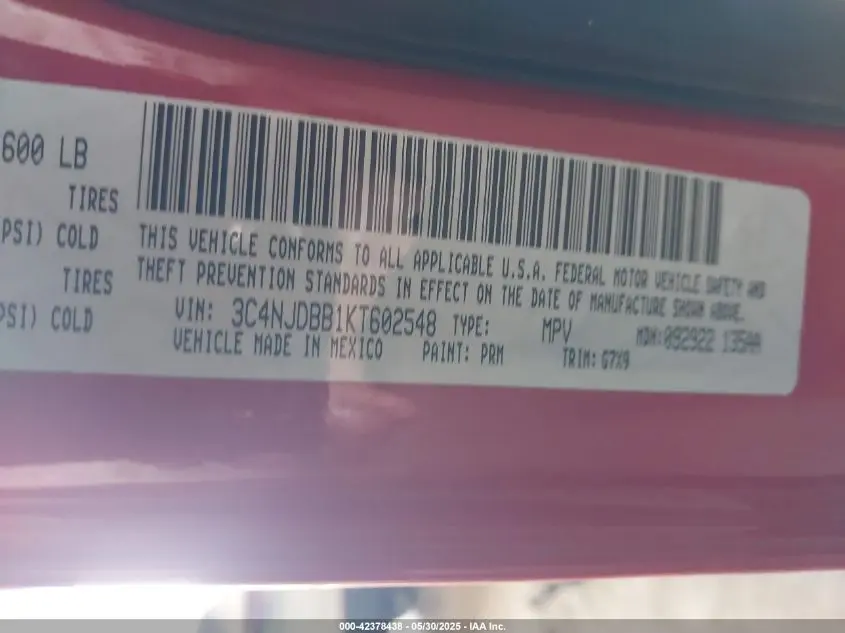 600 LB
TIRES
PSI) COLD
TIRES
PSI) COLD
THIS VEHICLE CONFORMS TO ALL APPLICABLE U.S.A. FEDERAL MOTOR VEHICLE SAFETY AND
THEFT PREVENTION STANDARDS IN EFFECT ON THE DATE OF MANUFACTURE SHOWN ABOVE.
VIN: 3C4NJDBB1KT602548 TYPE: MPV MDH:092922 135AA
VEHICLE MADE IN MEXICO PAINT: PRM TRIM: G7X9
000-42378438 - 05/30/2025 - IAA Inc.